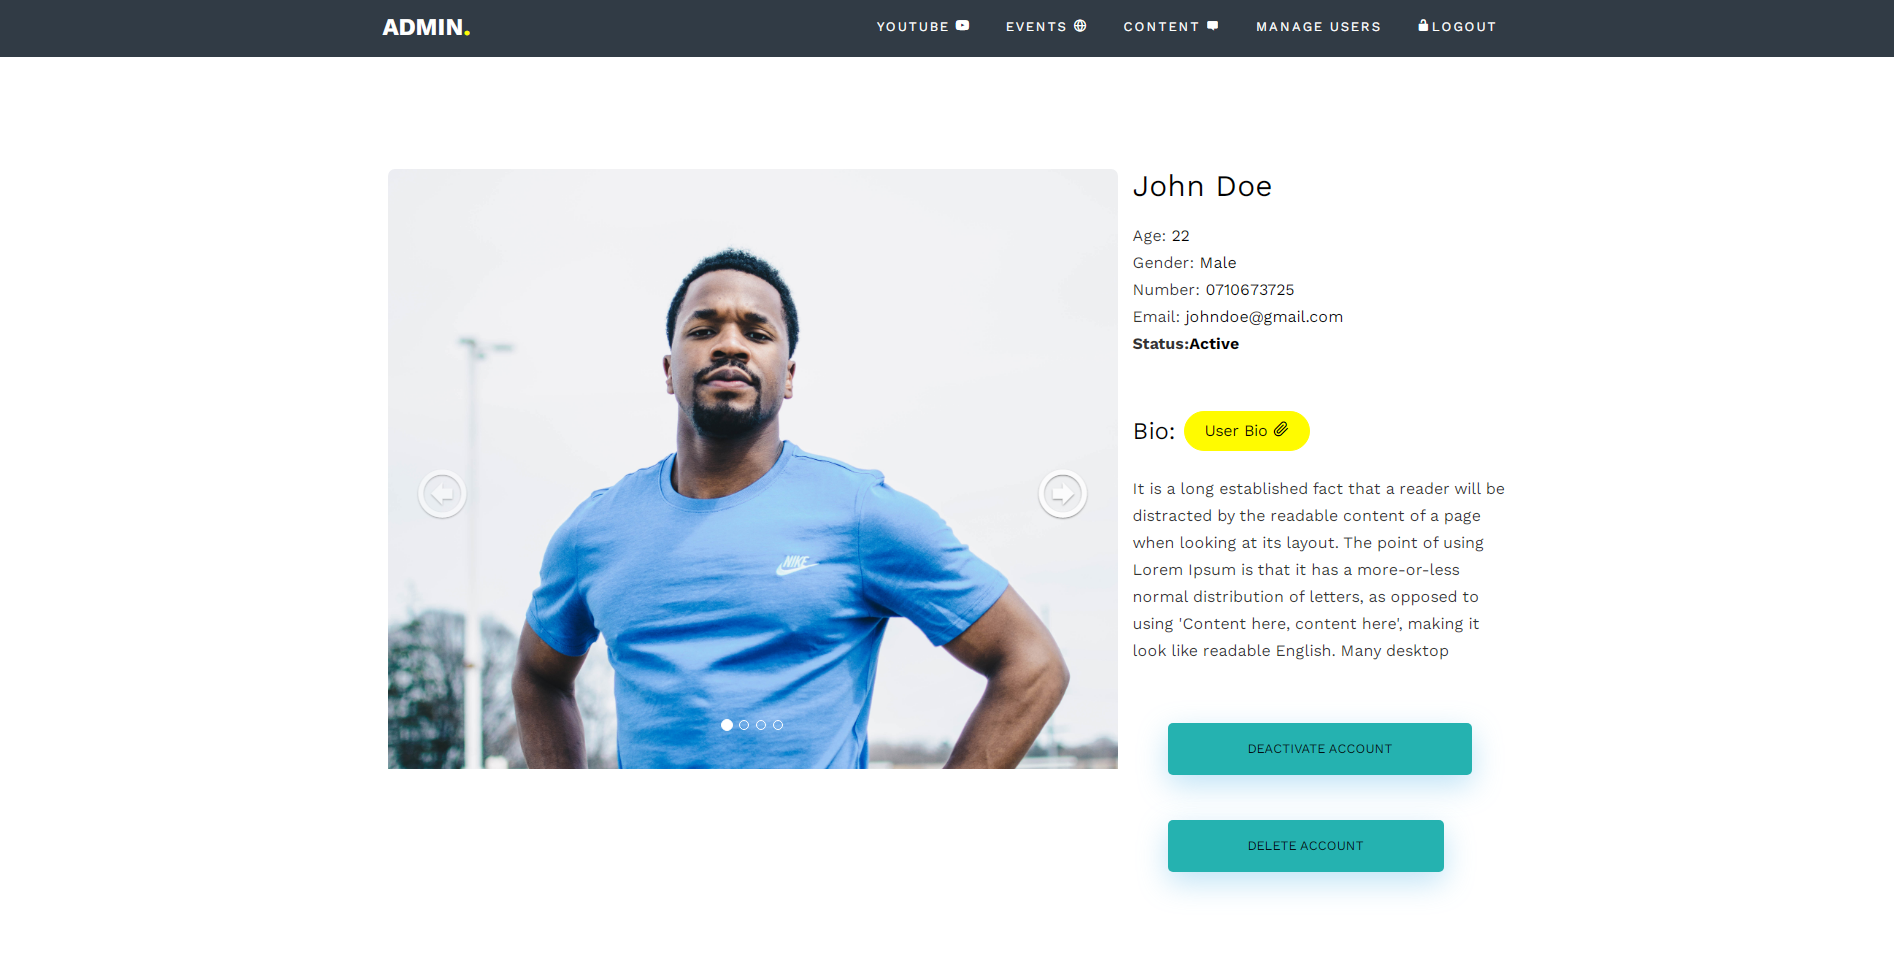 ADMIN.
YOUTUBE
EVENTS
CONTENT
MANAGE USERS
LOGOUT
NIKE
John Doe
Age: 22
Gender: Male
Number: 0710673725
Email: johndoe@gmail.com
Status:Active
Bio: User Bio
It is a long established fact that a reader will be
distracted by the readable content of a page
when looking at its layout. The point of using
Lorem Ipsum is that it has a more-or-less
normal distribution of letters, as opposed to
using 'Content here, content here', making it
look like readable English. Many desktop
DEACTIVATE ACCOUNT
DELETE ACCOUNT